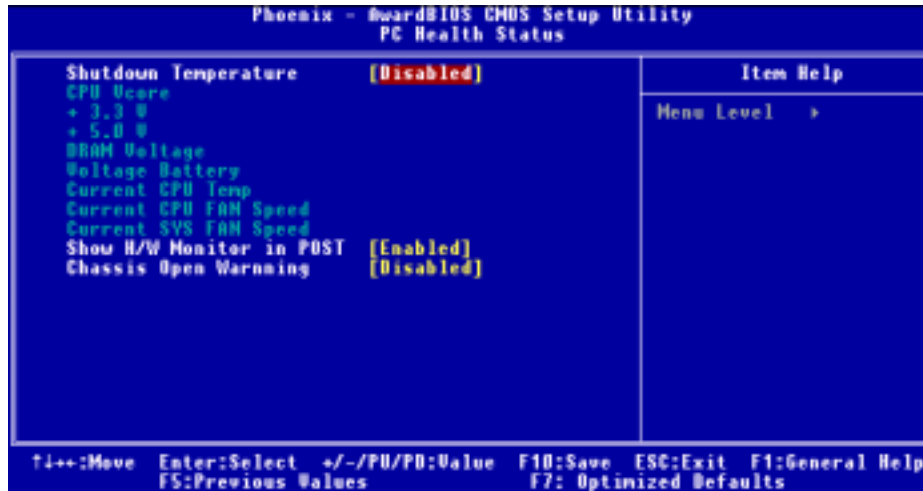 Phoenix - AwardBIOS CMOS Setup Utility
PC Health Status
Shutdown Temperature [Disabled]
CPU Vcore
+ 3.3 V
+ 5.0 V
DRAM Voltage
Voltage Battery
Current CPU Temp
Current CPU FAN Speed
Current SYS FAN Speed
Show H/W Monitor in POST [Enabled]
Chassis Open Warnning [Disabled]
Item Help
Menu Level ▸
↑↓←→:Move Enter:Select +/-/PU/PD:Value F10:Save ESC:Exit F1:General Help
F5:Previous Values F7: Optimized Defaults